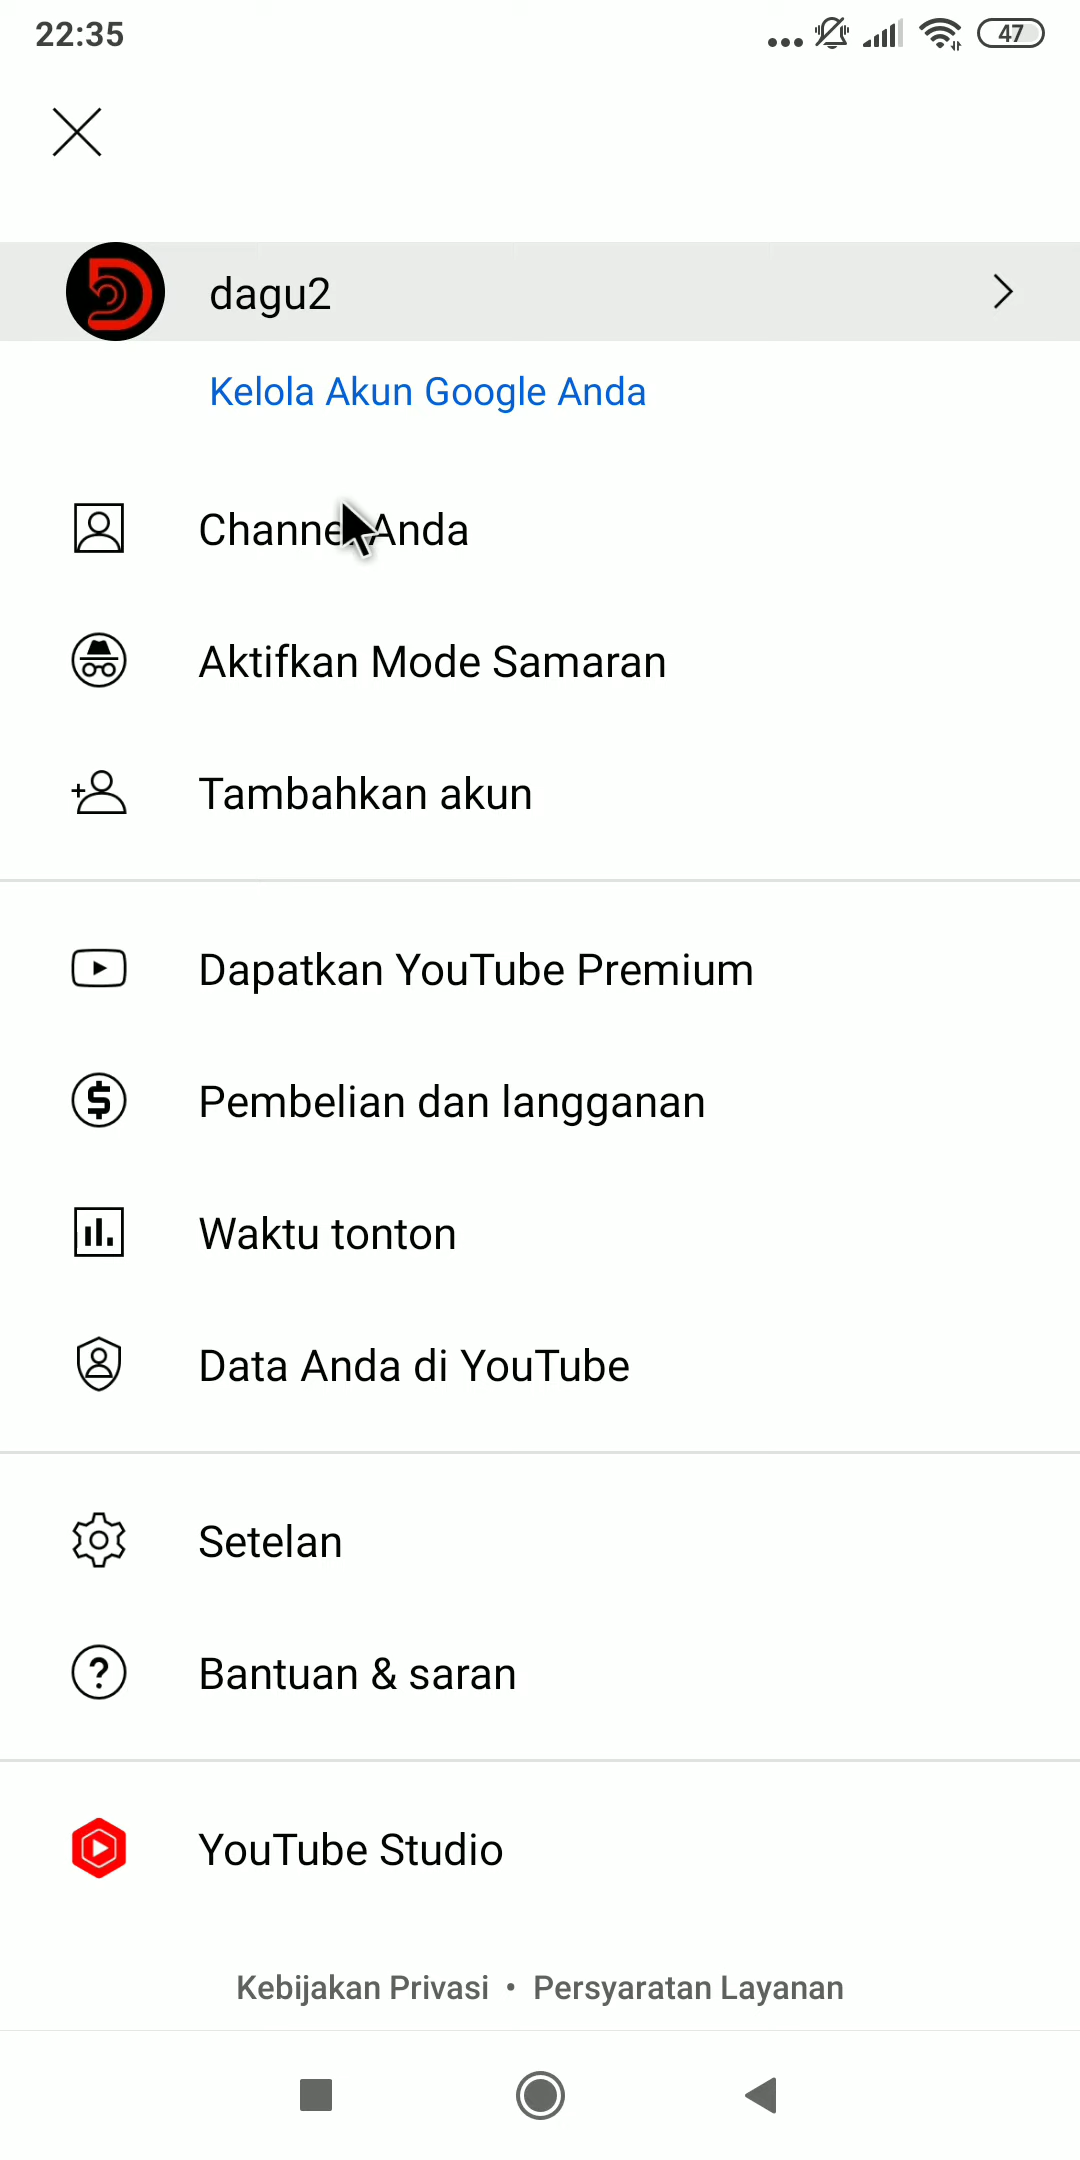 22:35
47
dagu2
Kelola Akun Google Anda
Channel Anda
Aktifkan Mode Samaran
Tambahkan akun
Dapatkan YouTube Premium
Pembelian dan langganan
Waktu tonton
Data Anda di YouTube
Setelan
Bantuan & saran
YouTube Studio
Kebijakan Privasi • Persyaratan Layanan